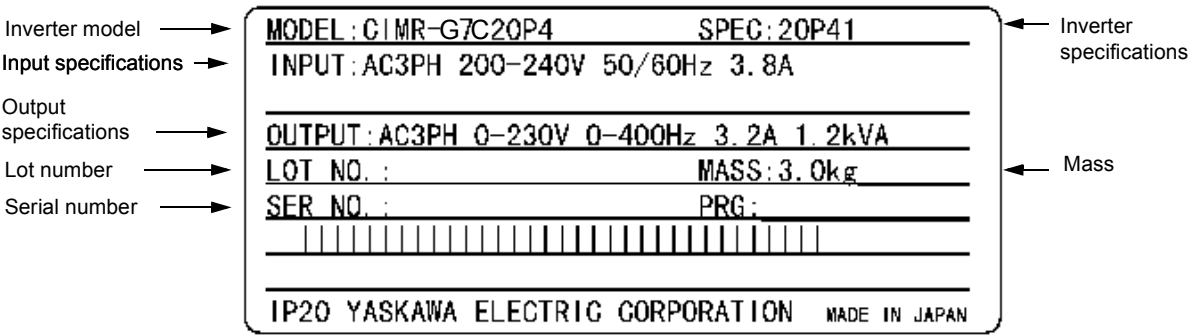 Inverter model
MODEL:CIMR-G7C20P4 SPEC:20P41
Inverter
specifications
Input specifications
INPUT:AC3PH 200-240V 50/60Hz 3.8A
Output
specifications
OUTPUT:AC3PH 0-230V 0-400Hz 3.2A 1.2kVA
Lot number
LOT NO. : MASS:3.0kg
Mass
Serial number
SER NO. : PRG:
IP20 YASKAWA ELECTRIC CORPORATION MADE IN JAPAN